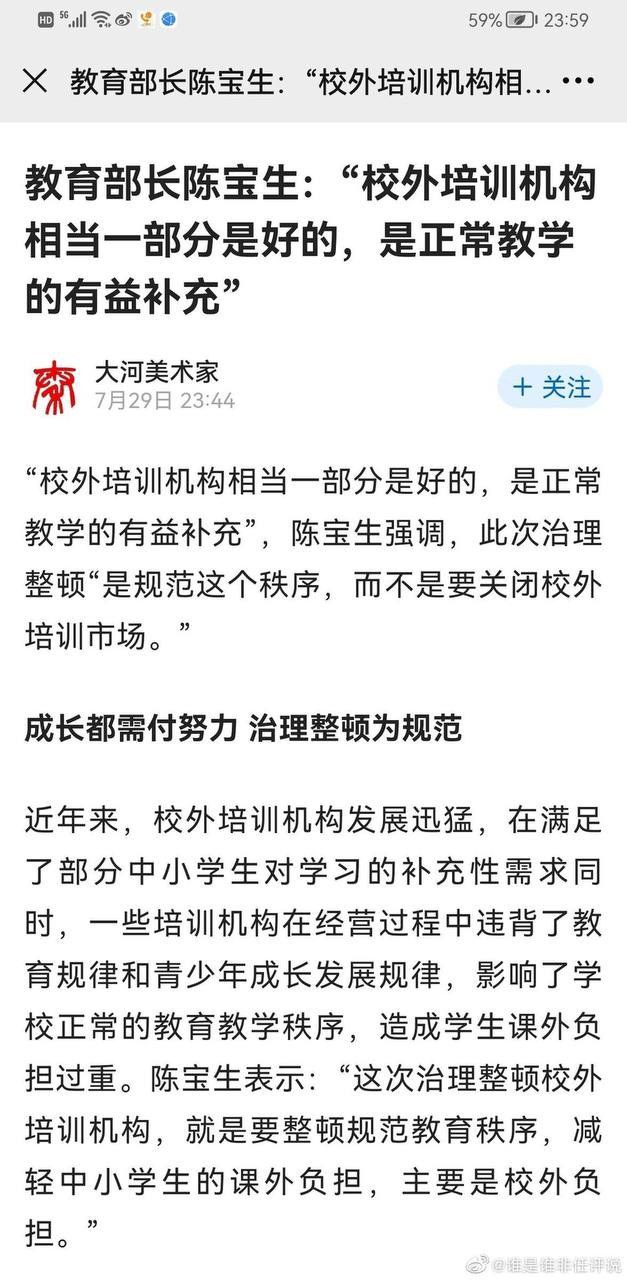 HD 5G 59% 23:59
教育部长陈宝生：“校外培训机构相...
教育部长陈宝生：“校外培训机构
相当一部分是好的，是正常教学
的有益补充”
大河美术家
7月29日 23:44
+ 关注
“校外培训机构相当一部分是好的，是正常
教学的有益补充”，陈宝生强调，此次治理
整顿“是规范这个秩序，而不是要关闭校外
培训市场。”
成长都需付努力 治理整顿为规范
近年来，校外培训机构发展迅猛，在满足
了部分中小学生对学习的补充性需求同
时，一些培训机构在经营过程中违背了教
育规律和青少年成长发展规律，影响了学
校正常的教育教学秩序，造成学生课外负
担过重。陈宝生表示：“这次治理整顿校外
培训机构，就是要整顿规范教育秩序，减
轻中小学生的课外负担，主要是校外负
担。”
@谁是谁非任评说